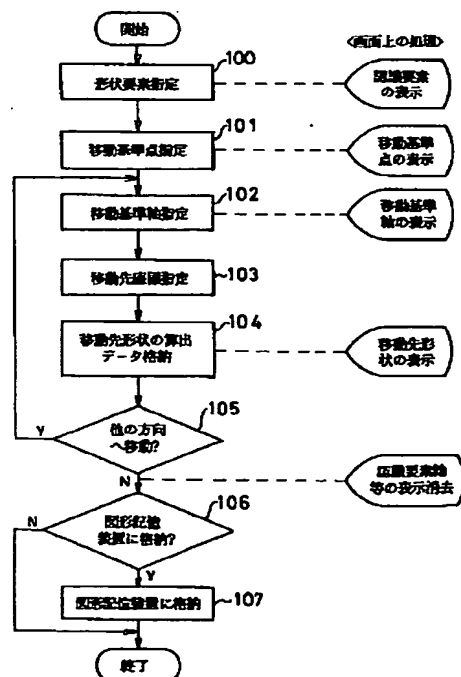 開始
<画面上の処理>
100
形状要素指定
認識要素
の表示
101
移動基準点指定
移動基準
点の表示
102
移動基準軸指定
移動基準
軸の表示
103
移動先座標指定
104
移動先形状の算出
データ格納
移動先形
状の表示
105
他の方向
へ移動?
Y
N
認識要素軸
等の表示消去
106
N
図形記憶
装置に格納?
Y
107
図形記憶装置に格納
終了